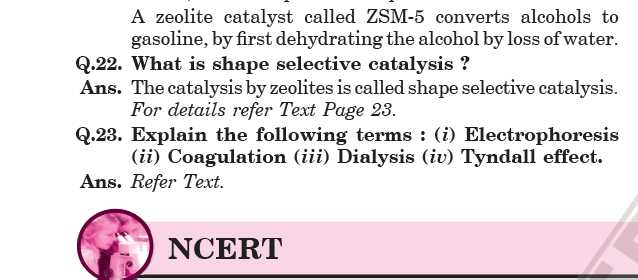 A zeolite catalyst called ZSM-5 converts alcohols to
gasoline, by first dehydrating the alcohol by loss of water.
Q.22. What is shape selective catalysis ?
Ans. The catalysis by zeolites is called shape selective catalysis.
For details refer Text Page 23.
Q.23. Explain the following terms : (i) Electrophoresis
(ii) Coagulation (iii) Dialysis (iv) Tyndall effect.
Ans. Refer Text.
NCERT